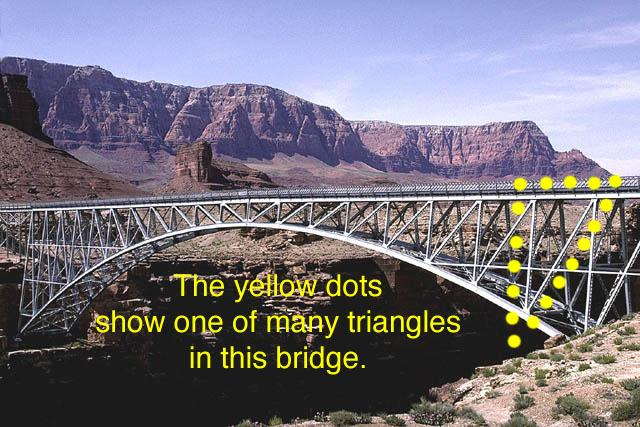 The yellow dots
show one of many triangles
in this bridge.